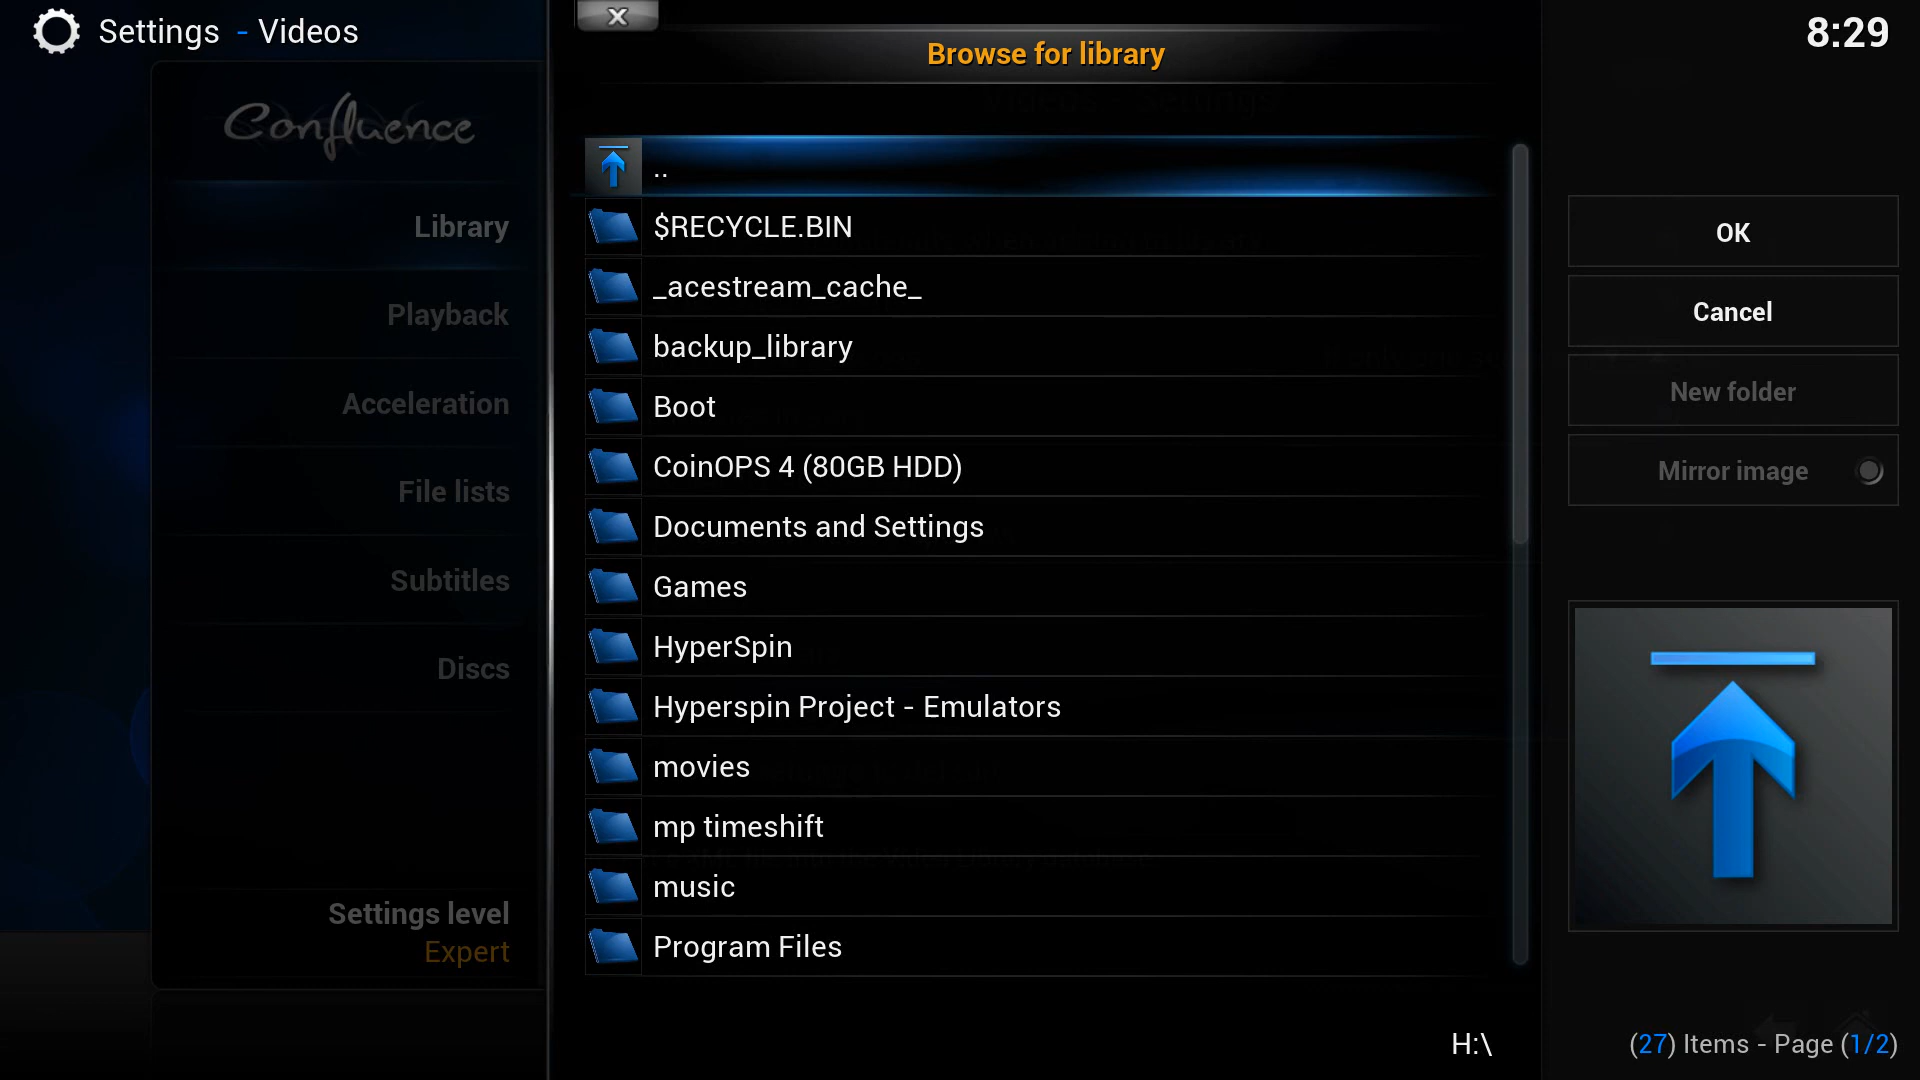 Settings - Videos
X
Browse for library
8:29
Confluence
Library
Playback
Acceleration
File lists
Subtitles
Discs
Settings level
Expert
..
$RECYCLE.BIN
_acestream_cache_
backup_library
Boot
CoinOPS 4 (80GB HDD)
Documents and Settings
Games
HyperSpin
Hyperspin Project - Emulators
movies
mp timeshift
music
Program Files
OK
Cancel
New folder
Mirror image
H:\
(27) Items - Page (1/2)